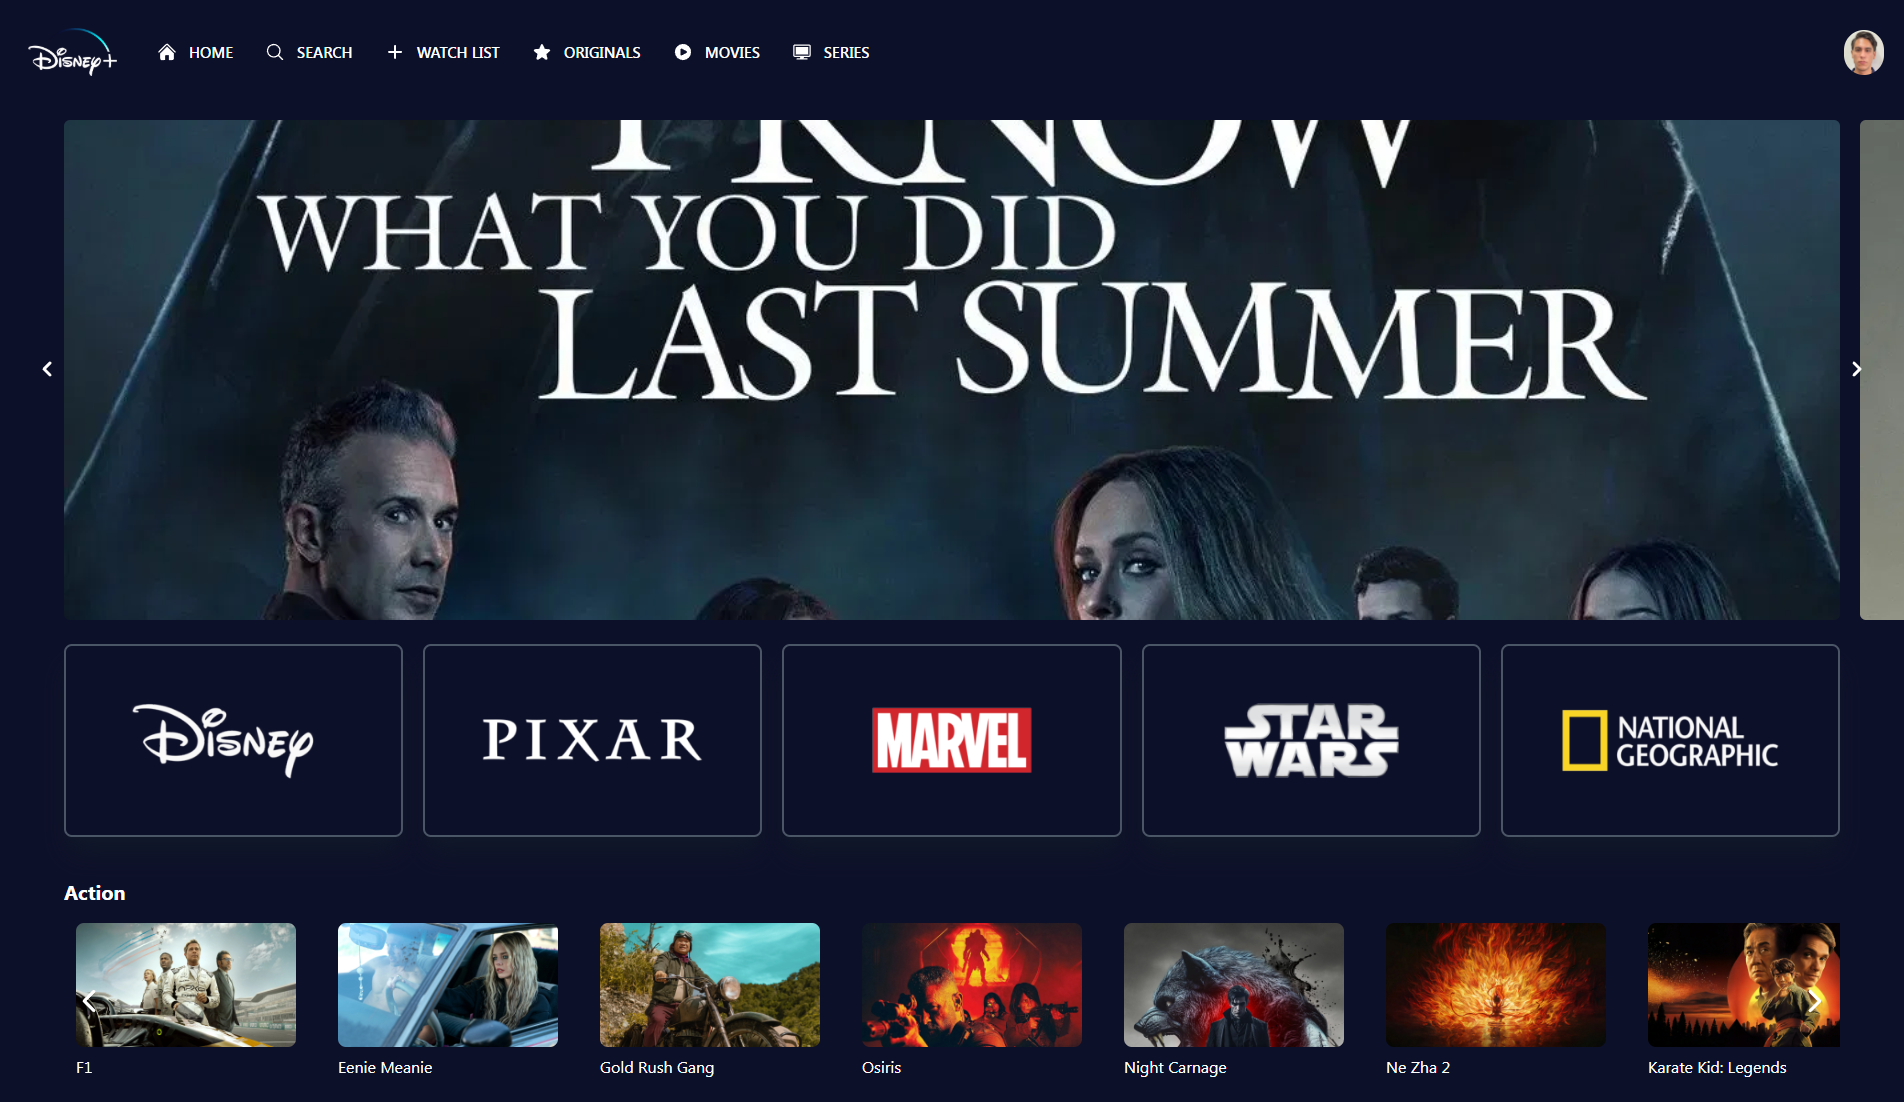 Disney+
HOME
SEARCH
WATCH LIST
ORIGINALS
MOVIES
SERIES
I KNOW
WHAT YOU DID
LAST SUMMER
Disney
PIXAR
MARVEL
STAR
WARS
NATIONAL
GEOGRAPHIC
Action
F1
Eenie Meanie
Gold Rush Gang
Osiris
Night Carnage
Ne Zha 2
Karate Kid: Legends